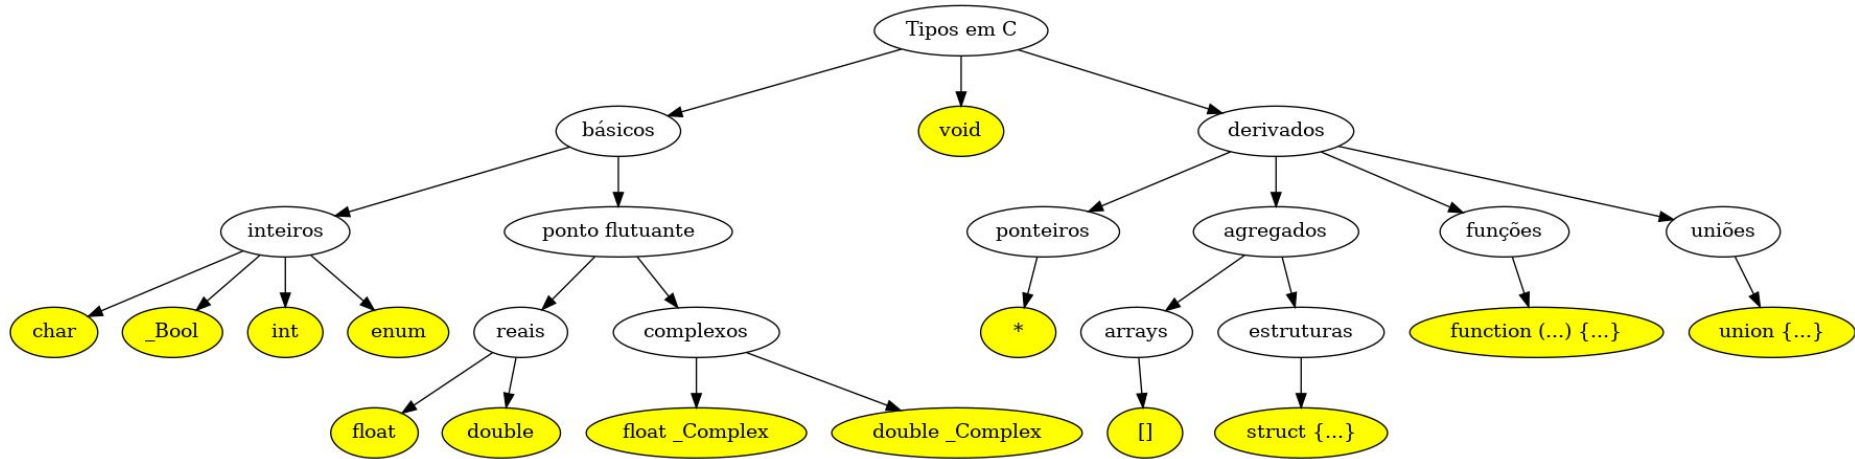 Tipos em C
básicos
void
derivados
inteiros
ponto flutuante
ponteiros
agregados
funções
uniões
char
_Bool
int
enum
reais
complexos
*
arrays
estruturas
function (...) {...}
union {...}
float
double
float _Complex
double _Complex
[]
struct {...}